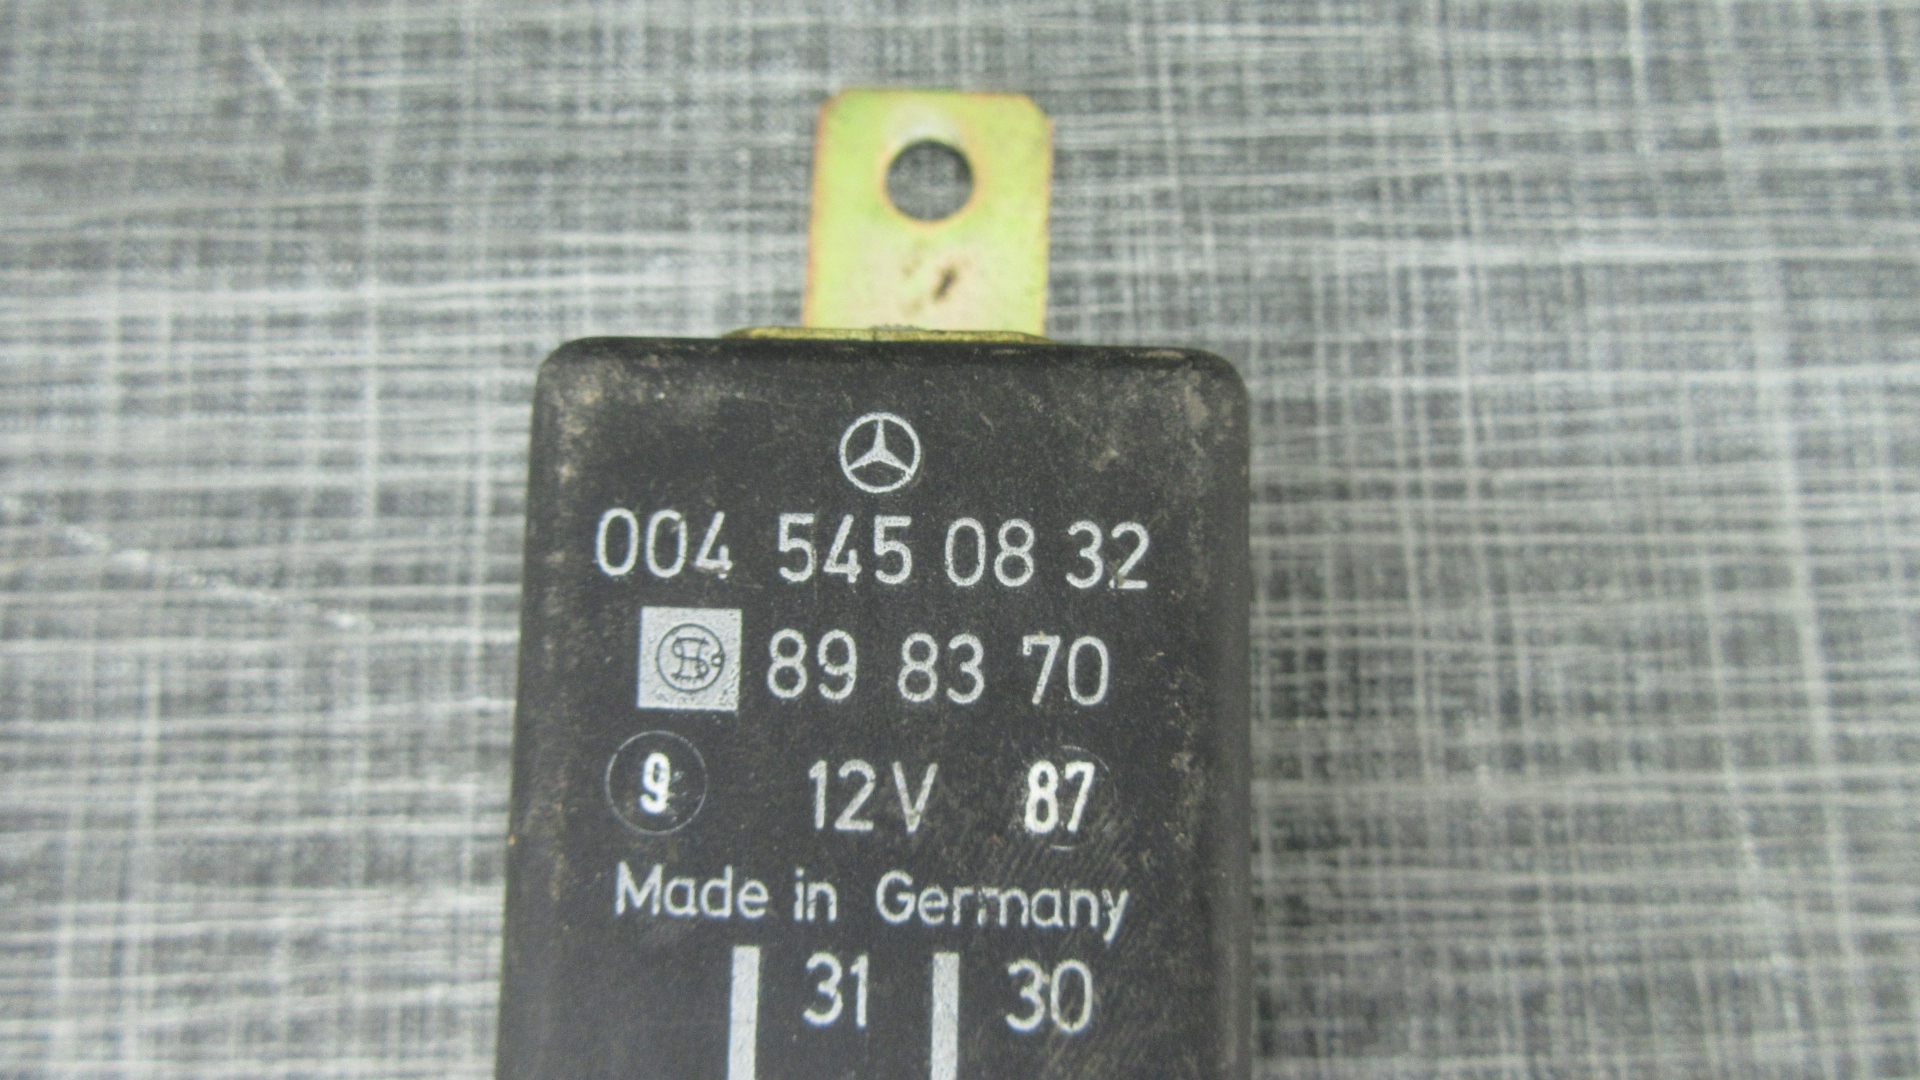 004 545 08 32
89 83 70
9 12V 87
Made in Germany
31 30